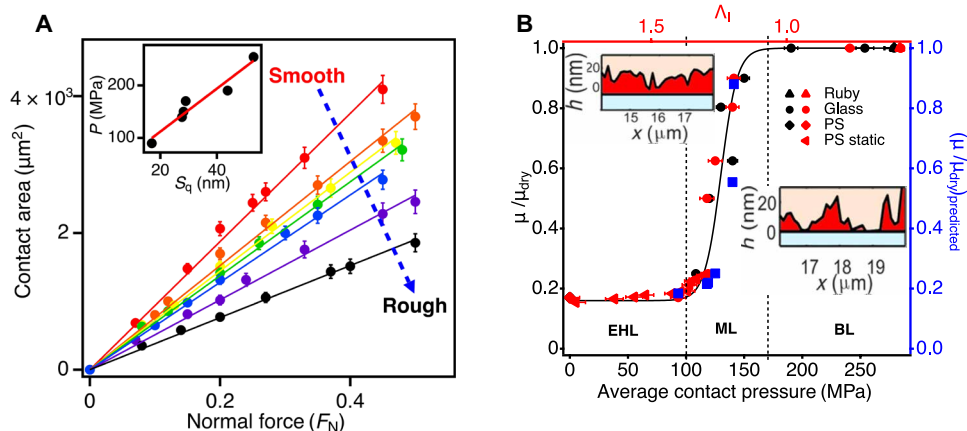 A
4 × 10³
2
0
Contact area (μm²)
0
0.2
0.4
Normal force (F_N)
Smooth
Rough
200
100
P (MPa)
20
40
S_q (nm)
B
Λ_I
1.5
1.0
1.0
0.8
0.6
0.4
0.2
0
μ/μ_dry
1.0
0.8
0.6
0.4
0.2
0.0
(μ/μ_dry)predicted
0
50
100
150
200
250
Average contact pressure (MPa)
EHL
ML
BL
Ruby
Glass
PS
PS static
20
0
h (nm)
15
16
17
x (μm)
20
0
h (nm)
17
18
19
x (μm)